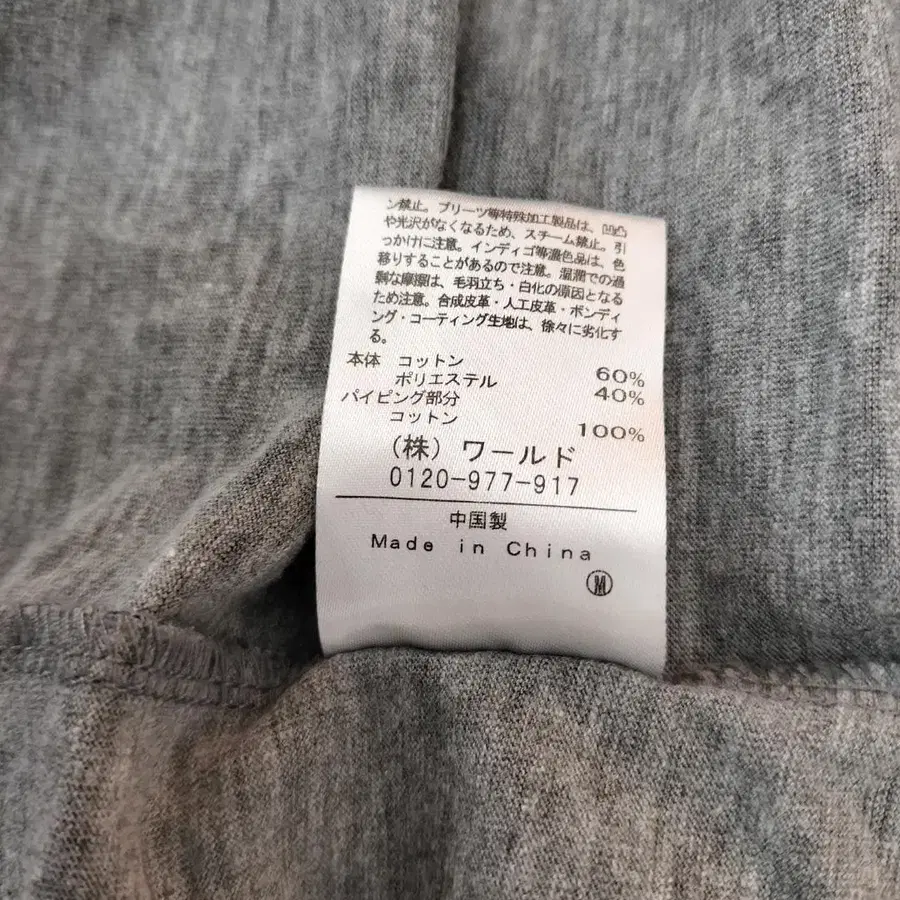 ン禁止。プリーツ等特殊加工製品は、凹凸
や光沢がなくなるため、スチーム禁止。引
っかけに注意。インディゴ等濃色品は、色
移りすることがあるので注意。湿潤での過
剰な摩擦は、毛羽立ち・白化の原因となる
ため注意。合成皮革・人工皮革・ボンディ
ング・コーティング生地は、徐々に劣化す
る。
本体 コットン 60%
ポリエステル 40%
パイピング部分
コットン 100%
(株) ワールド
0120-977-917
中国製
Made in China
M